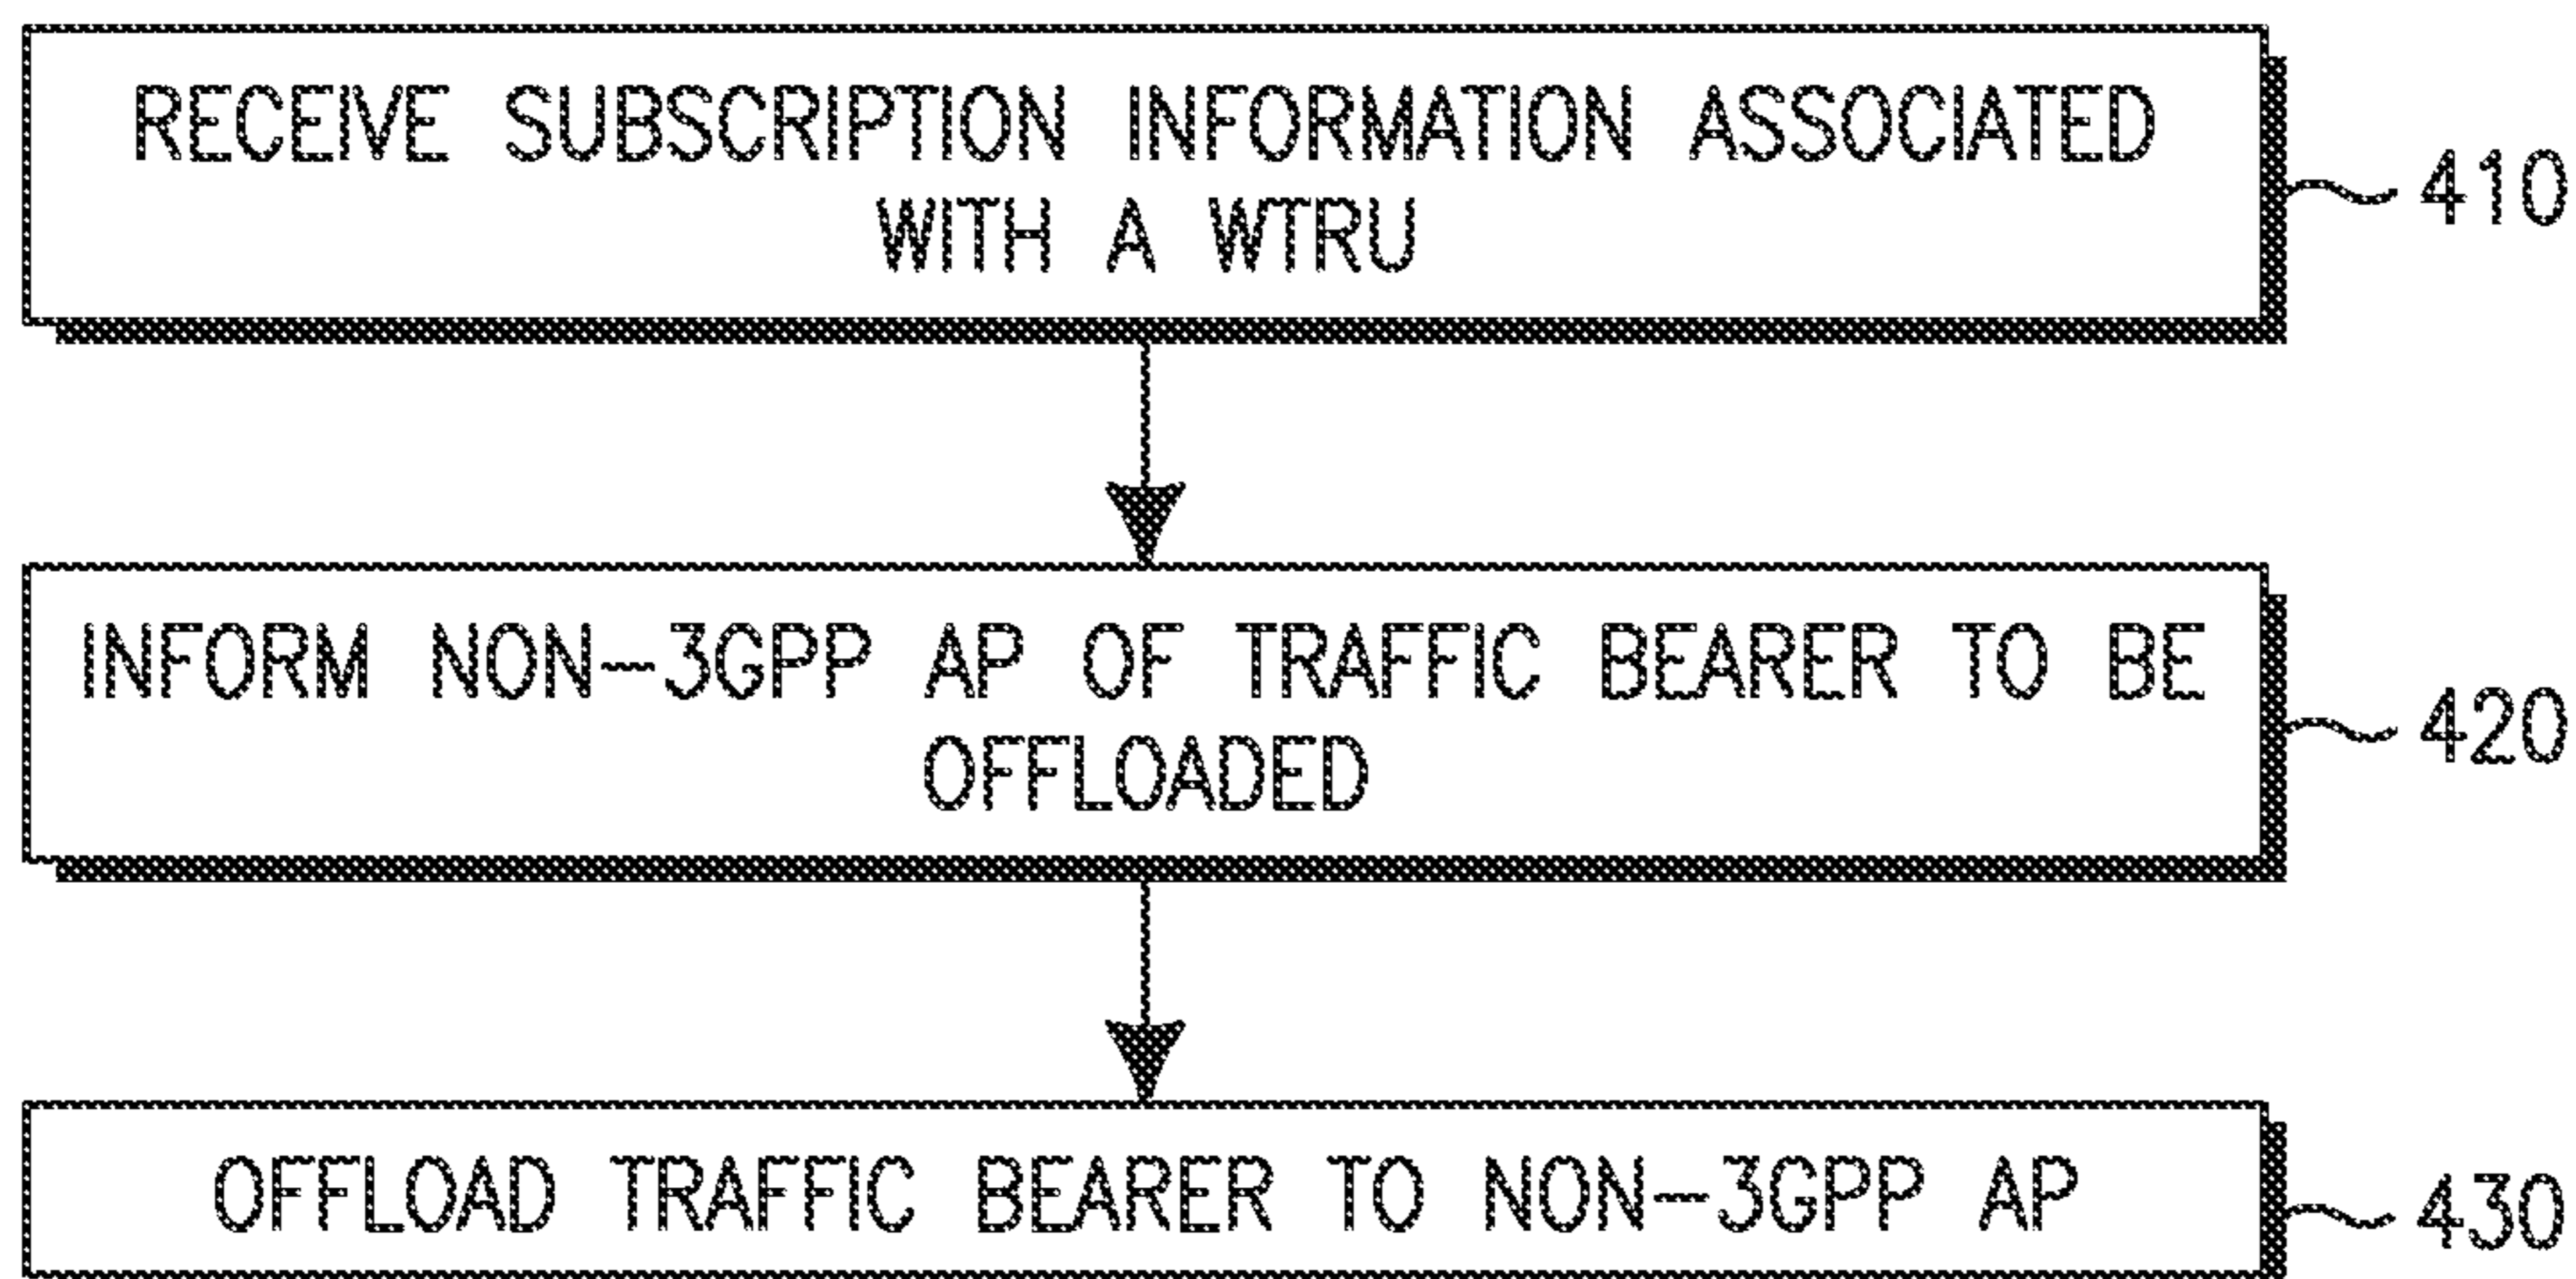 RECEIVE SUBSCRIPTION INFORMATION ASSOCIATED
WITH A WTRU
410
INFORM NON-3GPP AP OF TRAFFIC BEARER TO BE
OFFLOADED
420
OFFLOAD TRAFFIC BEARER TO NON-3GPP AP
430